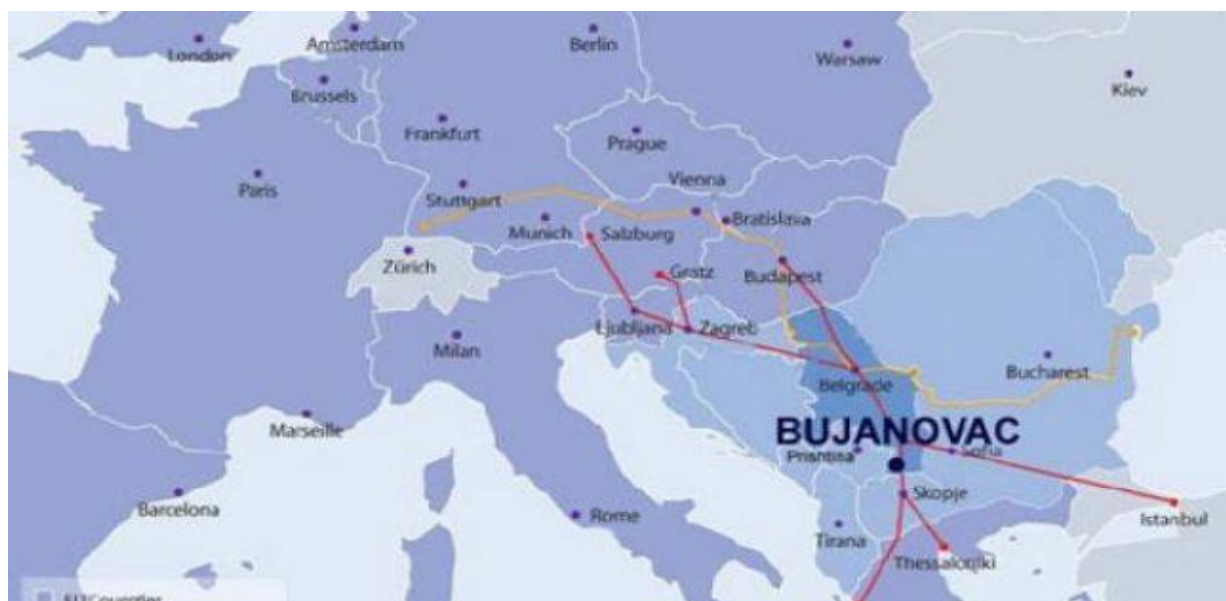 London
Amsterdam
Berlin
Warsaw
Kiev
Brussels
Frankfurt
Prague
Paris
Stuttgart
Vienna
Munich
Salzburg
Bratislava
Zürich
Gratz
Budapest
Ljubljana
Zagreb
Milan
Belgrade
Bucharest
Marseille
BUJANOVAC
Prishtina
Sofia
Barcelona
Rome
Skopje
Tirana
Istanbul
Thessaloniki